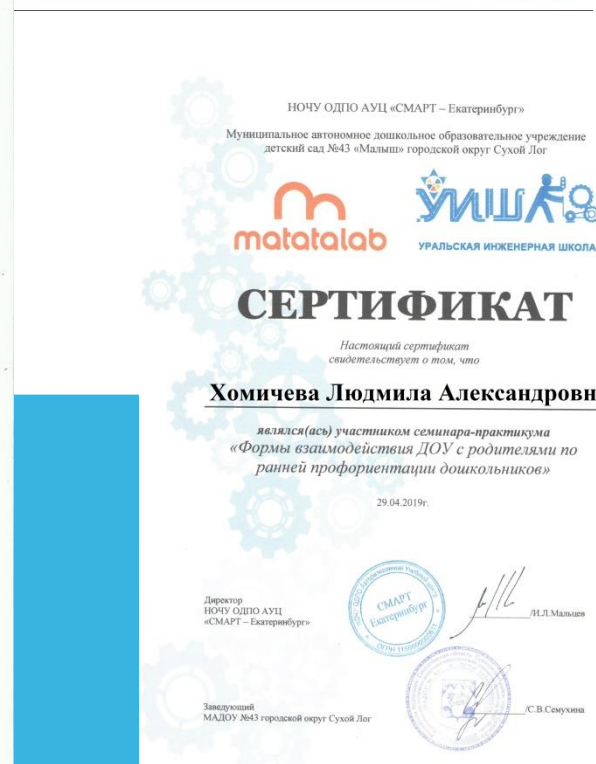 НОЧУ ОДПО АУЦ «СМАРТ – Екатеринбург»
Муниципальное автономное дошкольное образовательное учреждение
детский сад №43 «Малыш» городской округ Сухой Лог
matatalab
УИШ
УРАЛЬСКАЯ ИНЖЕНЕРНАЯ ШКОЛА
СЕРТИФИКАТ
Настоящий сертификат
свидетельствует о том, что
Хомичева Людмила Александровн
являлся(ась) участником семинара-практикума
«Формы взаимодействия ДОУ с родителями по
ранней профориентации дошкольников»
29.04.2019г.
Директор
НОЧУ ОДПО АУЦ
«СМАРТ – Екатеринбург»
СМАРТ
Екатеринбург
/И.Л.Мальцев
Заведующий
МАДОУ №43 городской округ Сухой Лог
/С.В.Семухина